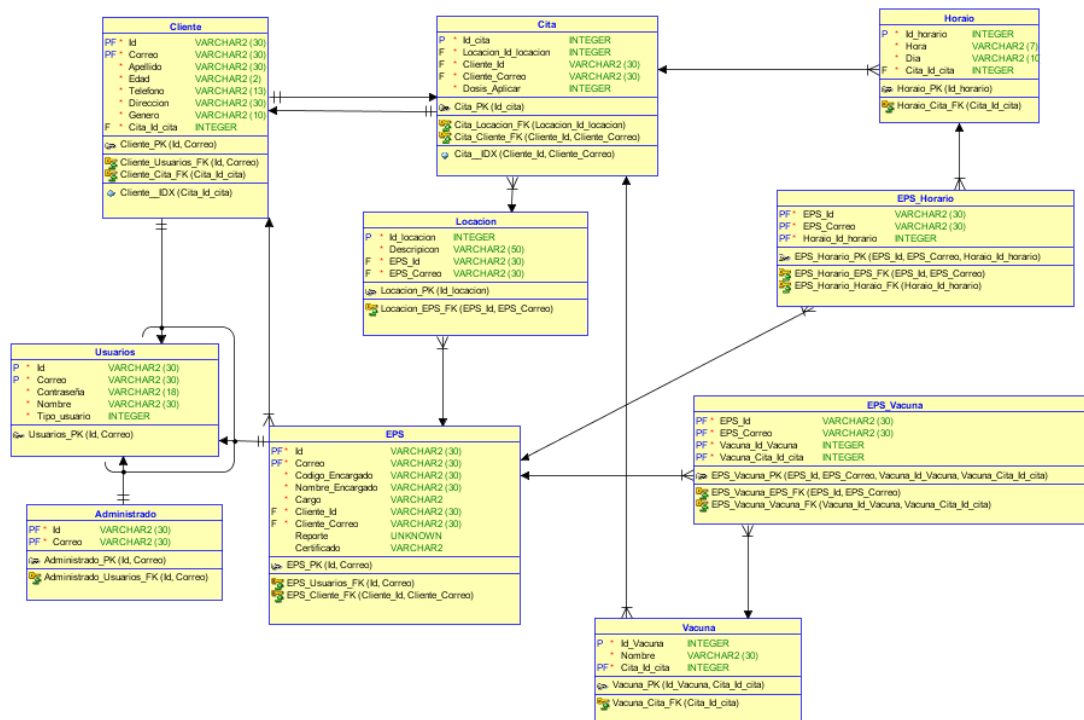 Cliente
PF * Id VARCHAR2 (30)
PF * Correo VARCHAR2 (30)
* Apellido VARCHAR2 (30)
* Edad VARCHAR2 (2)
* Telefono VARCHAR2 (13)
* Direccion VARCHAR2 (30)
* Genero VARCHAR2 (10)
F * Cita_Id_cita INTEGER
Cliente_PK (Id, Correo)
Cliente_Usuarios_FK (Id, Correo)
Cliente_Cita_FK (Cita_Id_cita)
Cliente__IDX (Cita_Id_cita)
Cita
P * Id_cita INTEGER
F * Locacion_Id_locacion INTEGER
F * Cliente_Id VARCHAR2 (30)
F * Cliente_Correo VARCHAR2 (30)
* Dosis_Aplicar INTEGER
Cita_PK (Id_cita)
Cita_Locacion_FK (Locacion_Id_locacion)
Cita_Cliente_FK (Cliente_Id, Cliente_Correo)
Cita__IDX (Cliente_Id, Cliente_Correo)
Horaio
P * Id_horario INTEGER
* Hora VARCHAR2 (7)
* Dia VARCHAR2 (10
F * Cita_Id_cita INTEGER
Horaio_PK (Id_horario)
Horaio_Cita_FK (Cita_Id_cita)
Locacion
P * Id_locacion INTEGER
* Descripicon VARCHAR2 (50)
F * EPS_Id VARCHAR2 (30)
F * EPS_Correo VARCHAR2 (30)
Locacion_PK (Id_locacion)
Locacion_EPS_FK (EPS_Id, EPS_Correo)
EPS_Horario
PF * EPS_Id VARCHAR2 (30)
PF * EPS_Correo VARCHAR2 (30)
PF * Horaio_Id_horario INTEGER
EPS_Horario_PK (EPS_Id, EPS_Correo, Horaio_Id_horario)
EPS_Horario_EPS_FK (EPS_Id, EPS_Correo)
EPS_Horario_Horaio_FK (Horaio_Id_horario)
Usuarios
P * Id VARCHAR2 (30)
P * Correo VARCHAR2 (30)
* Contraseña VARCHAR2 (18)
* Nombre VARCHAR2 (30)
* Tipo_usuario INTEGER
Usuarios_PK (Id, Correo)
EPS
PF * Id VARCHAR2 (30)
PF * Correo VARCHAR2 (30)
* Codigo_Encargado VARCHAR2 (30)
* Nombre_Encargado VARCHAR2 (30)
* Cargo VARCHAR2
F * Cliente_Id VARCHAR2 (30)
F * Cliente_Correo VARCHAR2 (30)
Reporte UNKNOWN
Certificado VARCHAR2
EPS_PK (Id, Correo)
EPS_Usuarios_FK (Id, Correo)
EPS_Cliente_FK (Cliente_Id, Cliente_Correo)
EPS_Vacuna
PF * EPS_Id VARCHAR2 (30)
PF * EPS_Correo VARCHAR2 (30)
PF * Vacuna_Id_Vacuna INTEGER
PF * Vacuna_Cita_Id_cita INTEGER
EPS_Vacuna_PK (EPS_Id, EPS_Correo, Vacuna_Id_Vacuna, Vacuna_Cita_Id_cita)
EPS_Vacuna_EPS_FK (EPS_Id, EPS_Correo)
EPS_Vacuna_Vacuna_FK (Vacuna_Id_Vacuna, Vacuna_Cita_Id_cita)
Administrado
PF * Id VARCHAR2 (30)
PF * Correo VARCHAR2 (30)
Administrado_PK (Id, Correo)
Administrado_Usuarios_FK (Id, Correo)
Vacuna
P * Id_Vacuna INTEGER
* Nombre VARCHAR2 (30)
PF * Cita_Id_cita INTEGER
Vacuna_PK (Id_Vacuna, Cita_Id_cita)
Vacuna_Cita_FK (Cita_Id_cita)